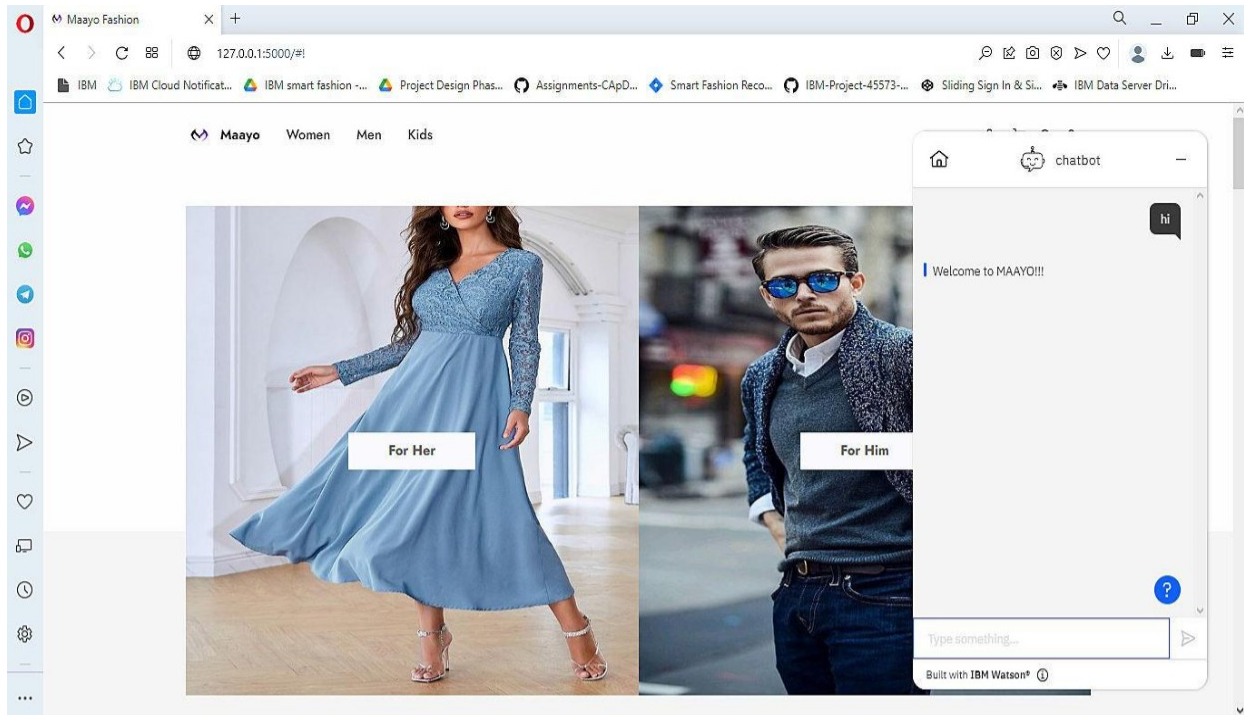 Maayo Fashion
127.0.0.1:5000/#!
IBM
IBM Cloud Notificat...
IBM smart fashion -...
Project Design Phas...
Assignments-CApD...
Smart Fashion Reco...
IBM-Project-45573-...
Sliding Sign In & Si...
IBM Data Server Dri...
Maayo Women Men Kids
chatbot
hi
Welcome to MAAYO!!!
For Her
For Him
?
Type something...
Built with IBM Watson®